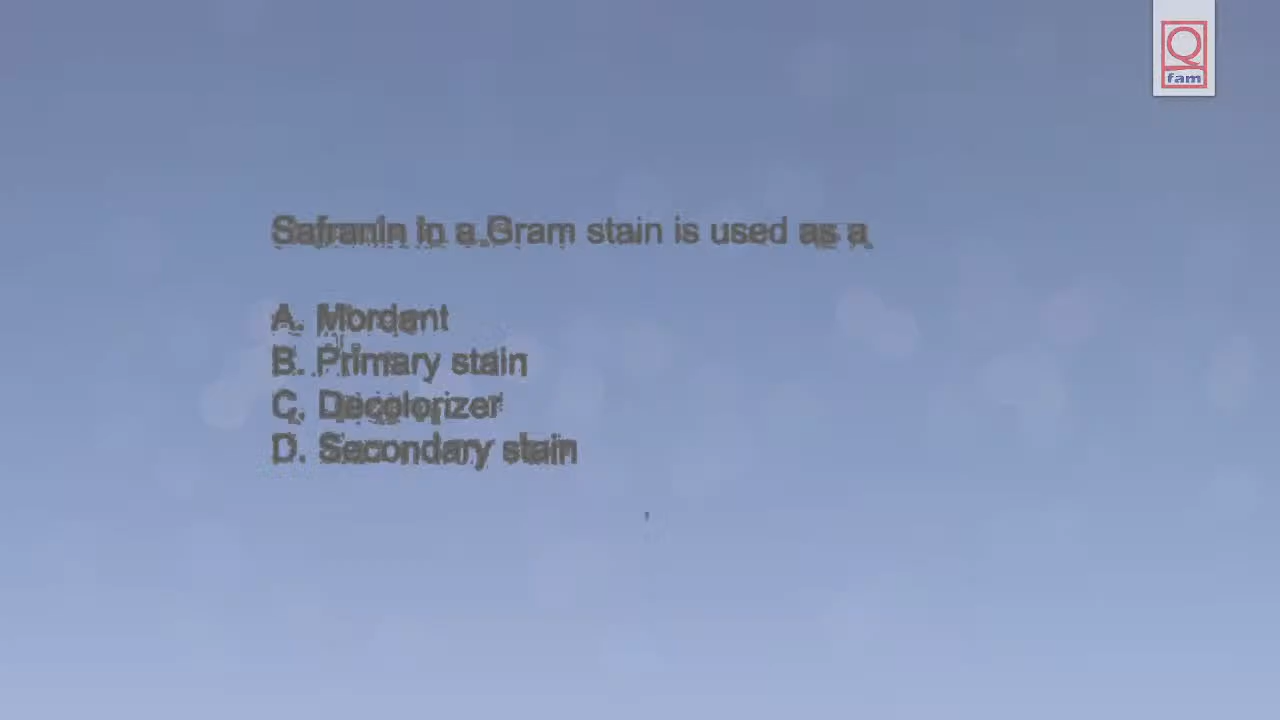 Q
fam
Safranin in a Gram stain is used as a
A. Mordant
B. Primary stain
C. Decolorizer
D. Secondary stain